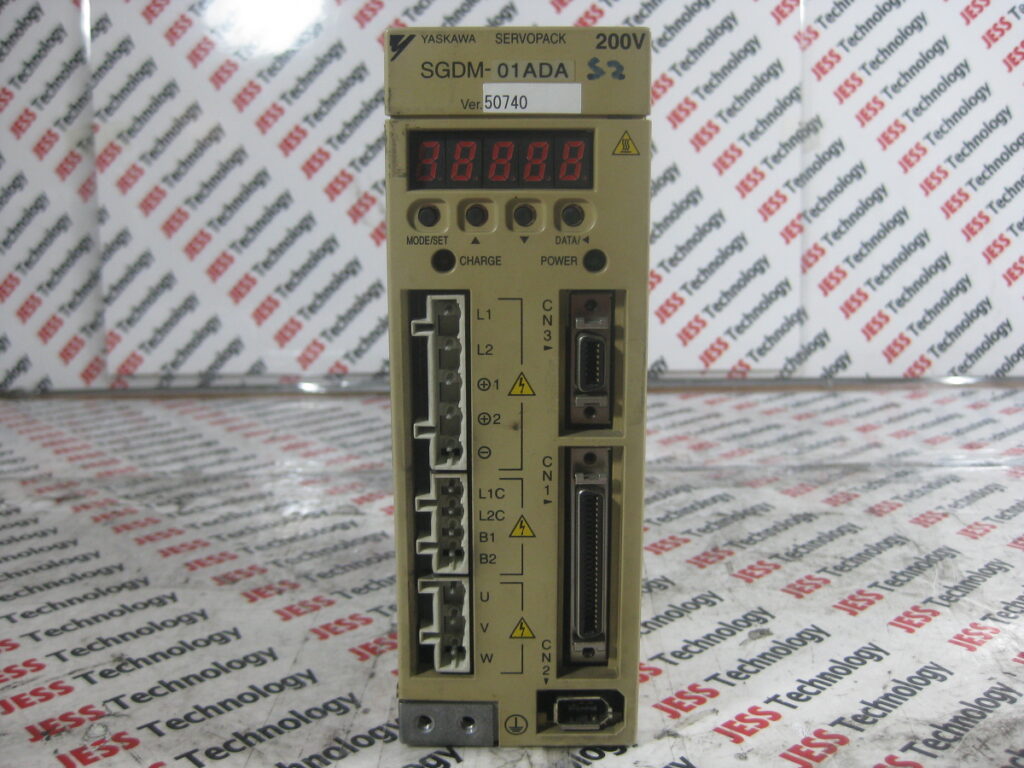 YASKAWA SERVOPACK 200V
SGDM- 01ADA S2
Ver. 50740
MODE/SET ▲ ▼ DATA/◀
CHARGE POWER
CN3
L1
L2
⊕1
⊕2
⊖
CN1
L1C
L2C
B1
B2
U
V
W
CN2
JESS Technology